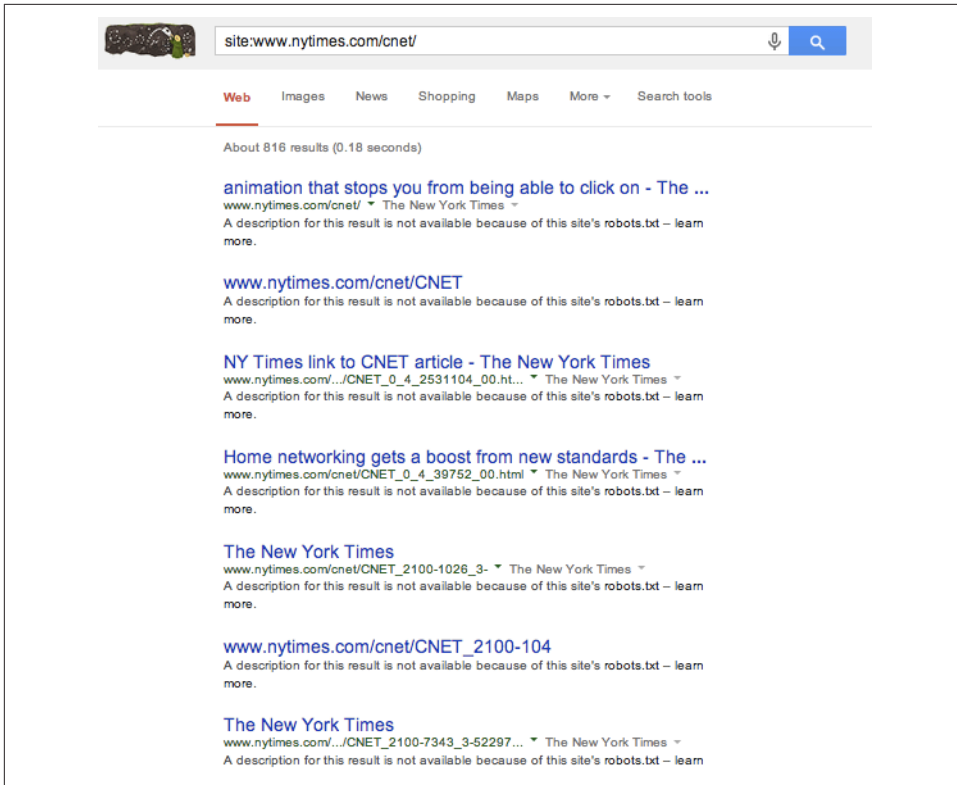 site:www.nytimes.com/cnet/
Web Images News Shopping Maps More Search tools
About 816 results (0.18 seconds)
animation that stops you from being able to click on - The ...
www.nytimes.com/cnet/ The New York Times
A description for this result is not available because of this site's robots.txt – learn
more.
www.nytimes.com/cnet/CNET
A description for this result is not available because of this site's robots.txt – learn
more.
NY Times link to CNET article - The New York Times
www.nytimes.com/.../CNET_0_4_2531104_00.ht... The New York Times
A description for this result is not available because of this site's robots.txt – learn
more.
Home networking gets a boost from new standards - The ...
www.nytimes.com/cnet/CNET_0_4_39752_00.html The New York Times
A description for this result is not available because of this site's robots.txt – learn
more.
The New York Times
www.nytimes.com/cnet/CNET_2100-1026_3- The New York Times
A description for this result is not available because of this site's robots.txt – learn
more.
www.nytimes.com/cnet/CNET_2100-104
A description for this result is not available because of this site's robots.txt – learn
more.
The New York Times
www.nytimes.com/.../CNET_2100-7343_3-52297... The New York Times
A description for this result is not available because of this site's robots.txt – learn